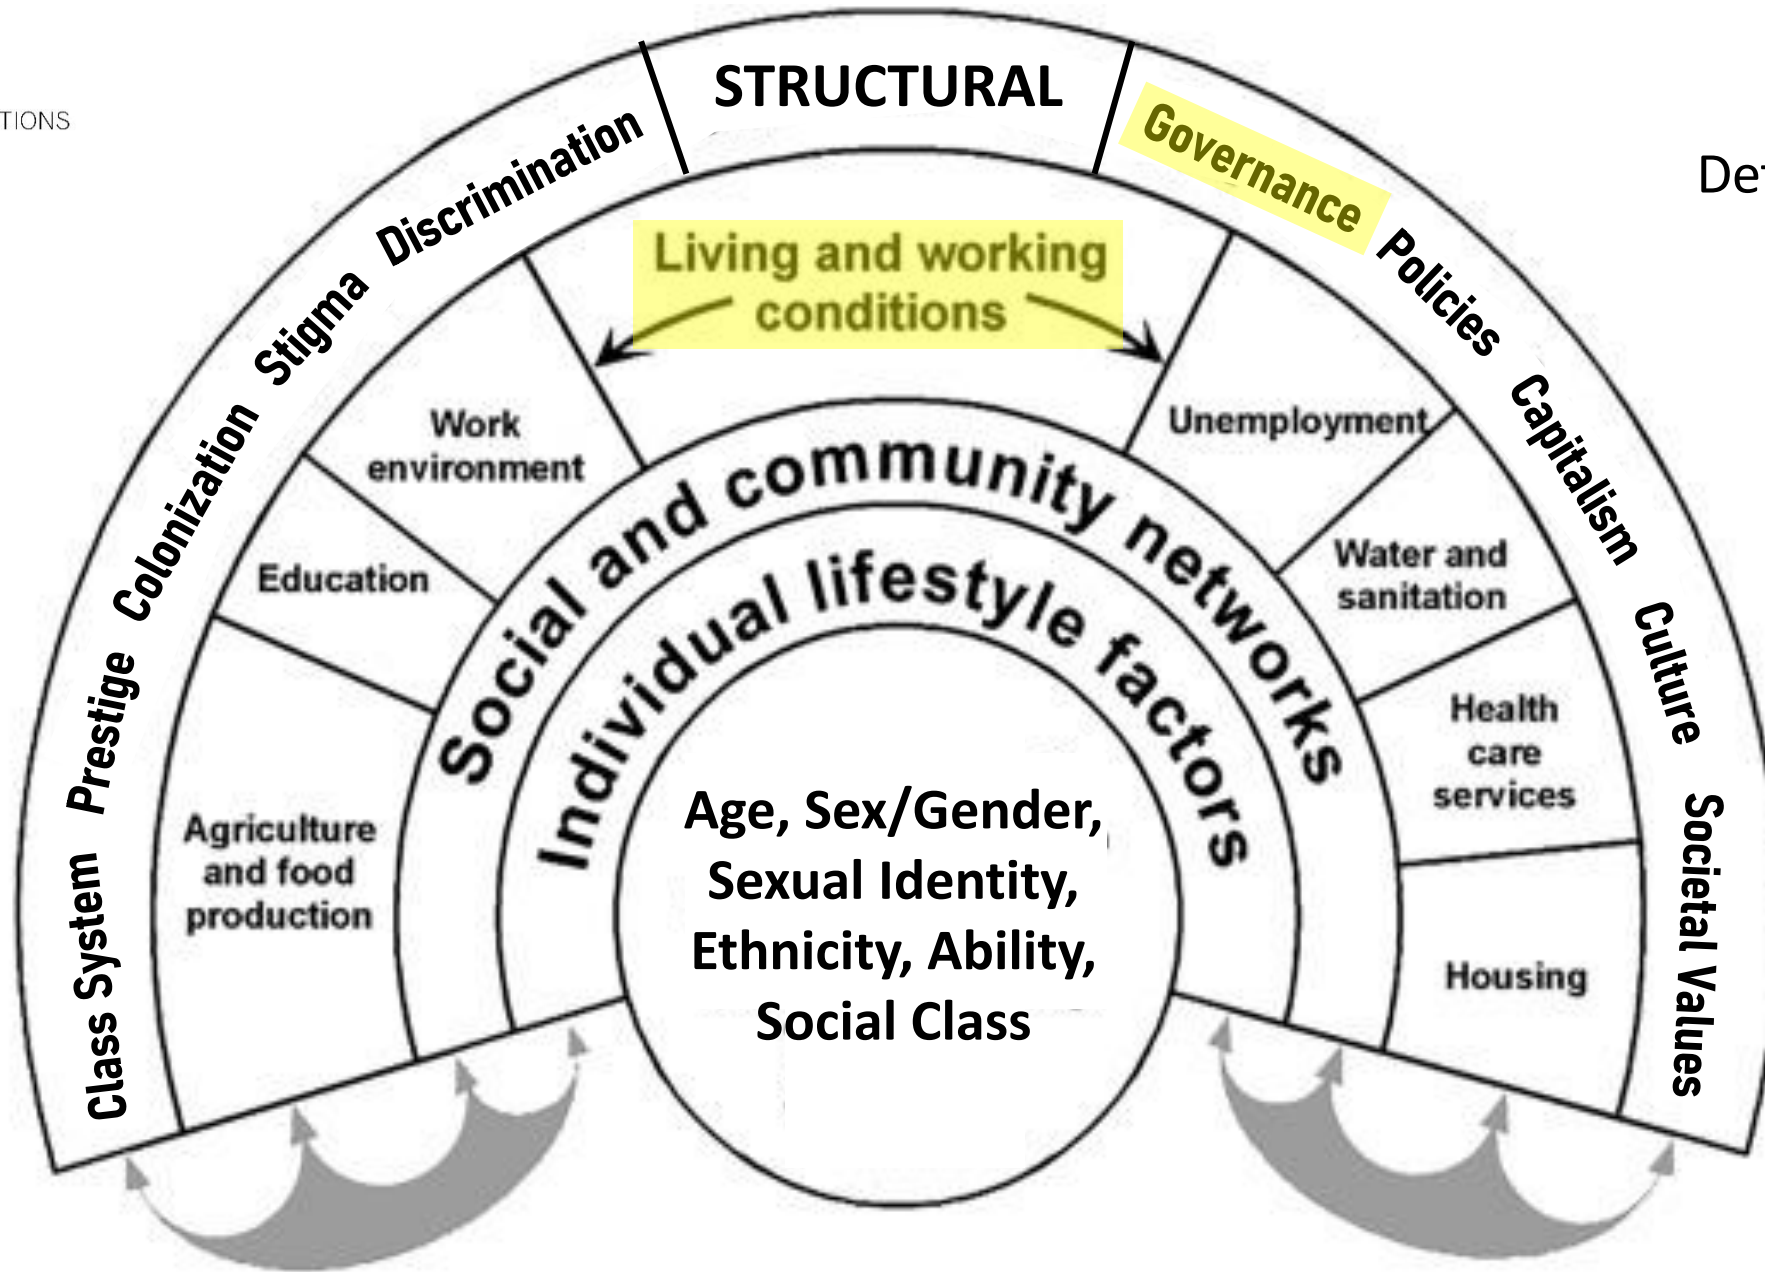 TIONS
STRUCTURAL
Det
Class System Prestige Colonization Stigma Discrimination
Governance Policies Capitalism Culture Societal Values
Living and working
conditions
Agriculture
and food
production
Education
Work
environment
Unemployment
Water and
sanitation
Health
care
services
Housing
Social and community networks
Individual lifestyle factors
Age, Sex/Gender,
Sexual Identity,
Ethnicity, Ability,
Social Class